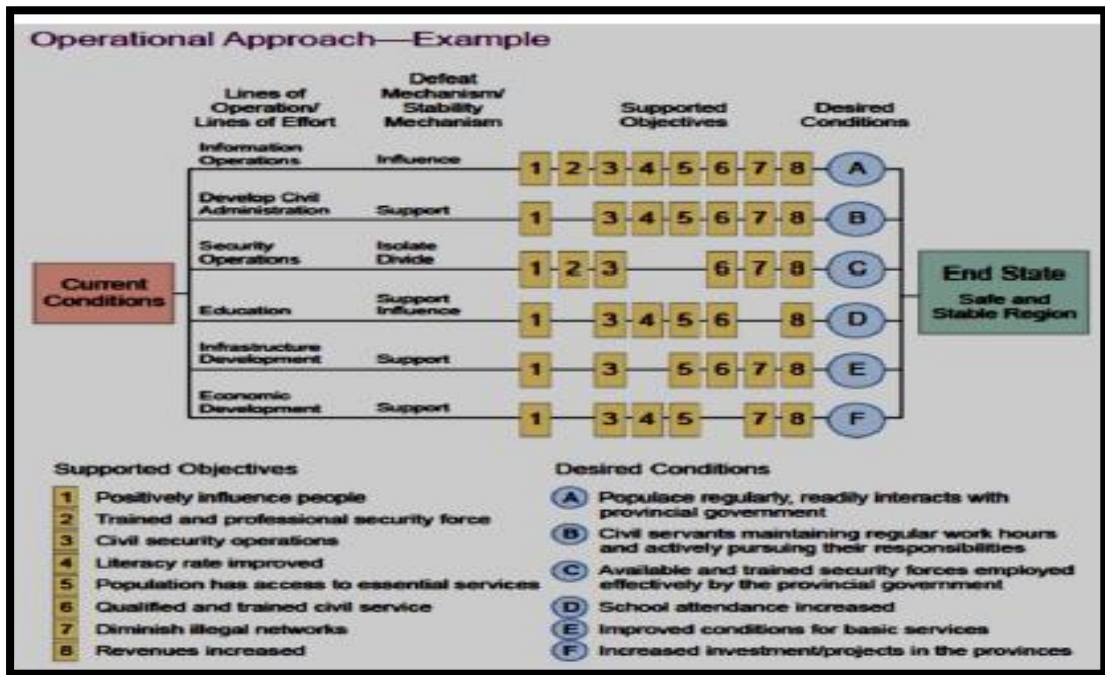 Operational Approach—Example
Lines of
Operation/
Lines of Effort
Defeat
Mechanism/
Stability
Mechanism
Supported
Objectives
Desired
Conditions
Current
Conditions
Information
Operations
Influence
1 2 3 4 5 6 7 8 A
Develop Civil
Administration
Support
1 3 4 5 6 7 8 B
Security
Operations
Isolate
Divide
1 2 3 6 7 8 C
Education
Support
Influence
1 3 4 5 6 8 D
Infrastructure
Development
Support
1 3 5 6 7 8 E
Economic
Development
Support
1 3 4 5 7 8 F
End State
Safe and
Stable Region
Supported Objectives
1 Positively influence people
2 Trained and professional security force
3 Civil security operations
4 Literacy rate improved
5 Population has access to essential services
6 Qualified and trained civil service
7 Diminish illegal networks
8 Revenues increased
Desired Conditions
A Populace regularly, readily interacts with
provincial government
B Civil servants maintaining regular work hours
and actively pursuing their responsibilities
C Available and trained security forces employed
effectively by the provincial government
D School attendance increased
E Improved conditions for basic services
F Increased investment/projects in the provinces